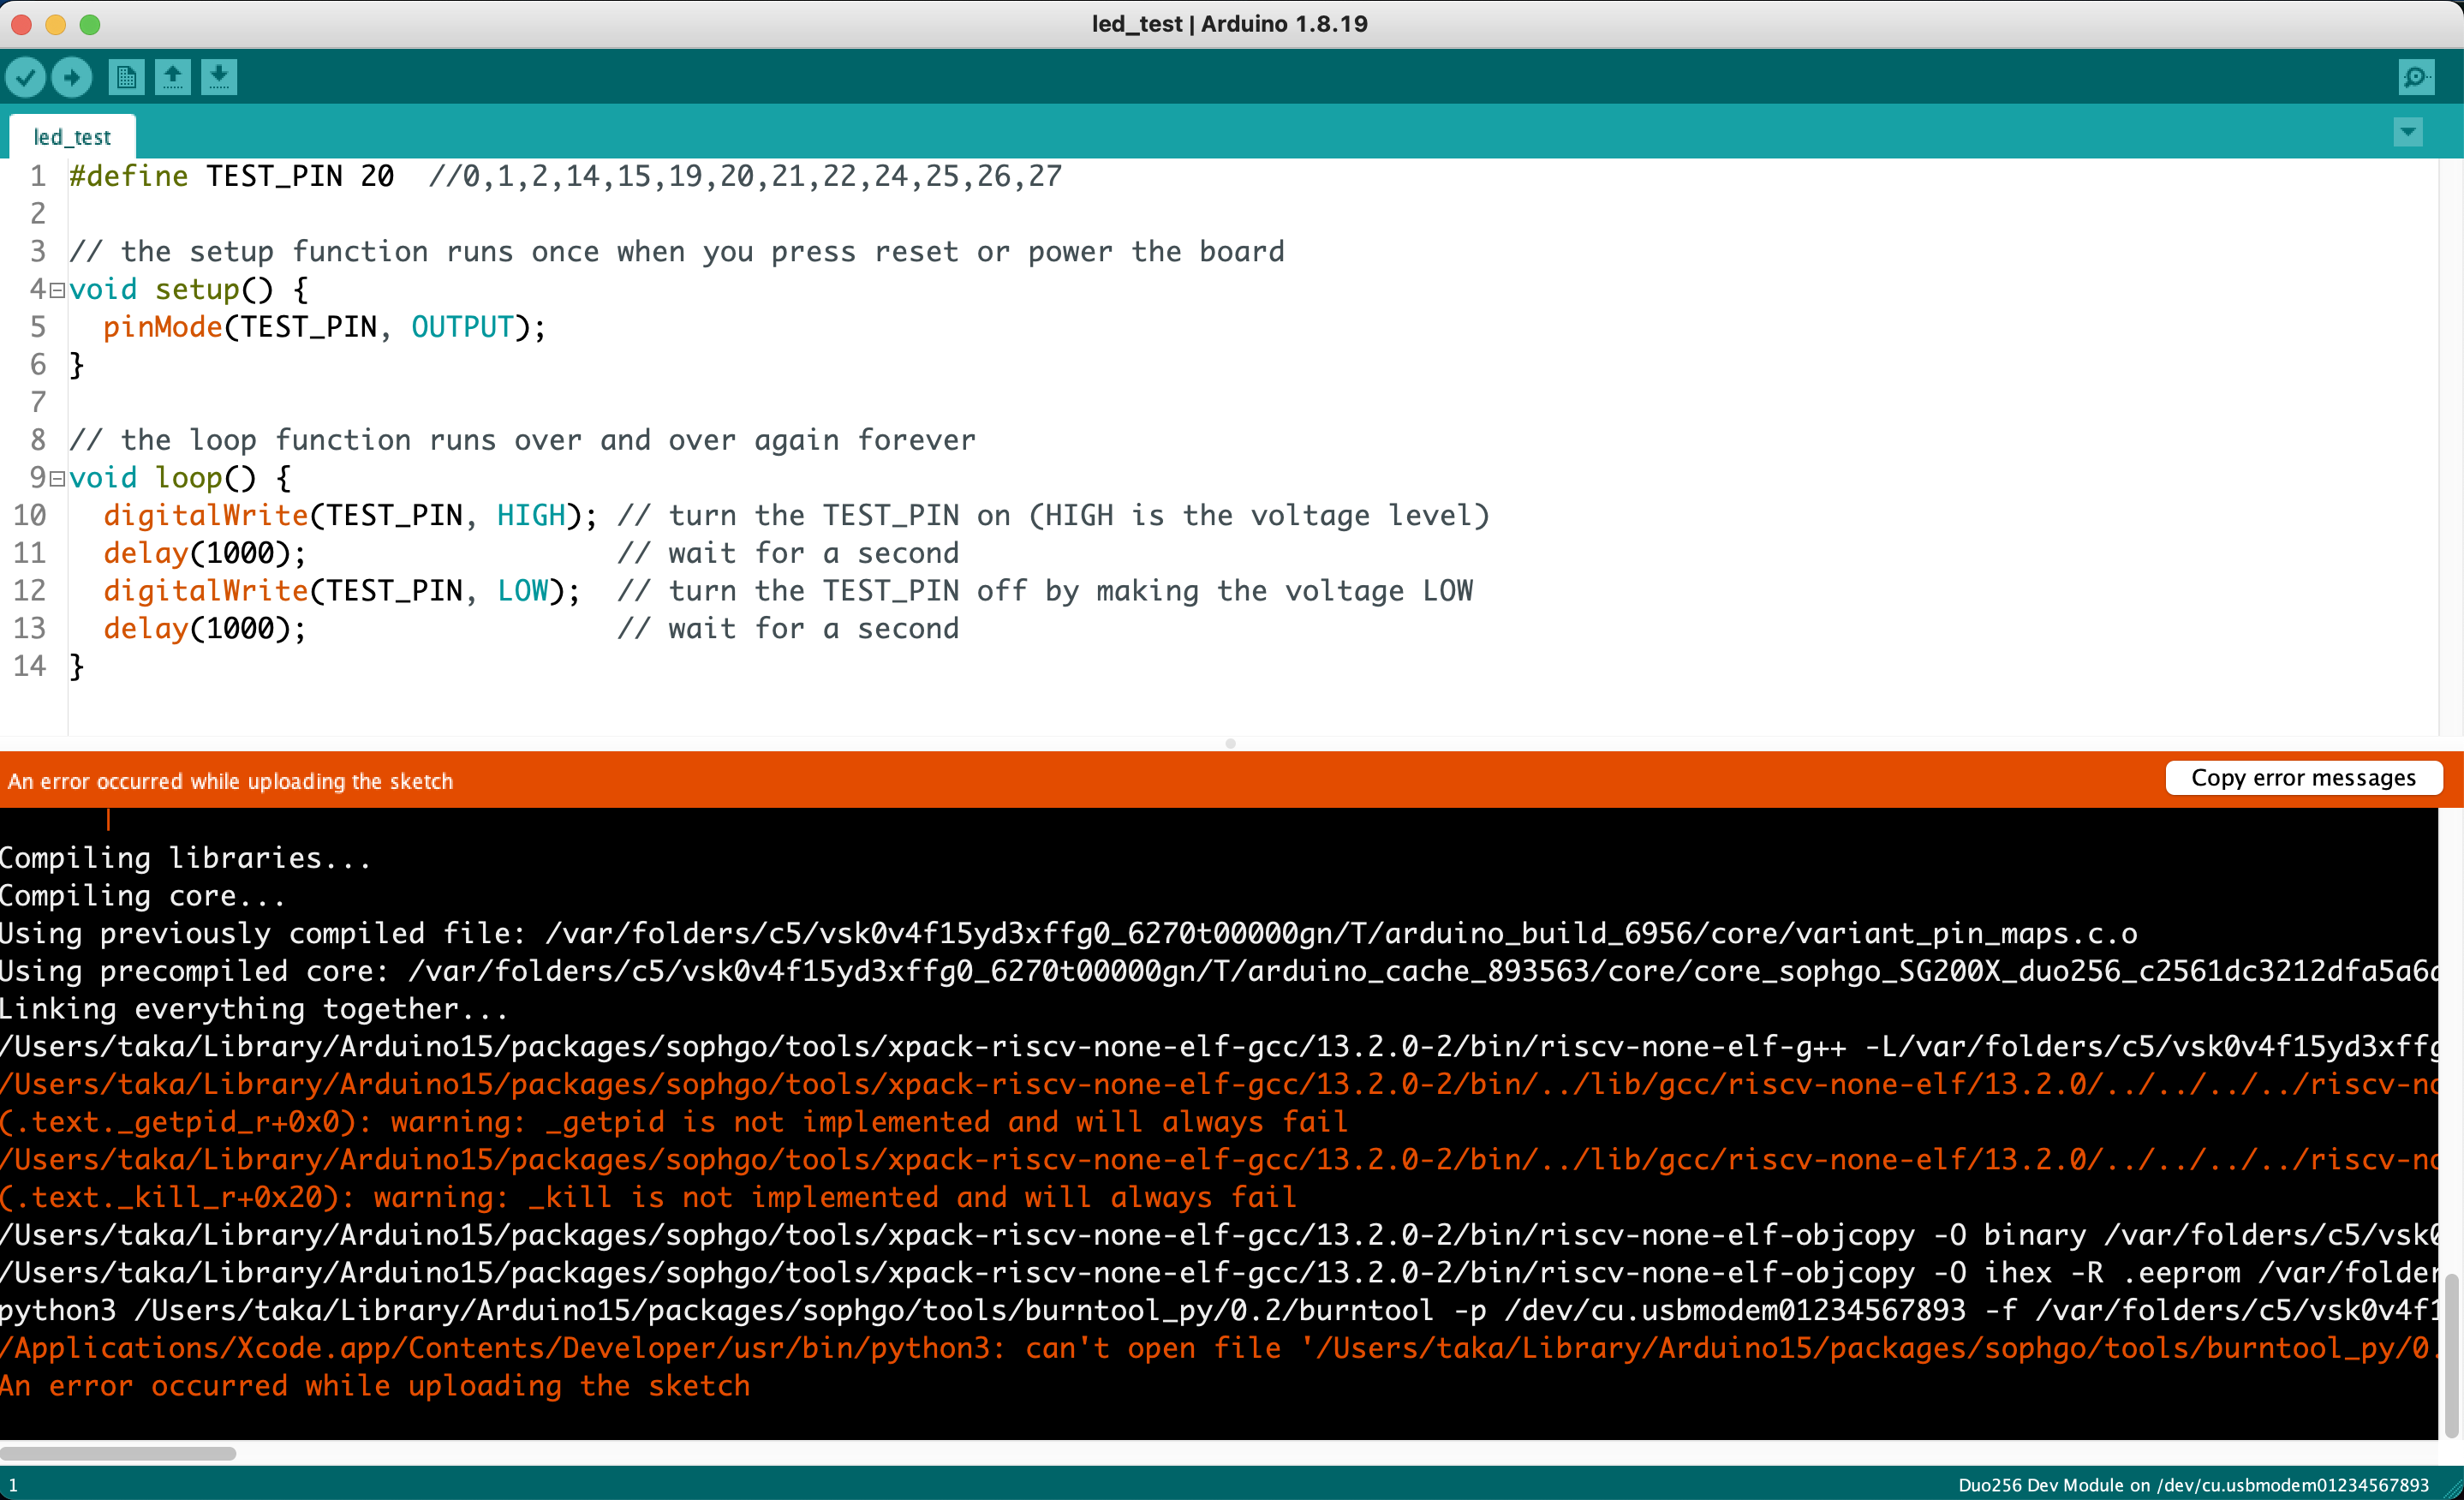 led_test | Arduino 1.8.19
led_test
1 #define TEST_PIN 20  //0,1,2,14,15,19,20,21,22,24,25,26,27
2
3 // the setup function runs once when you press reset or power the board
4 void setup() {
5   pinMode(TEST_PIN, OUTPUT);
6 }
7
8 // the loop function runs over and over again forever
9 void loop() {
10   digitalWrite(TEST_PIN, HIGH); // turn the TEST_PIN on (HIGH is the voltage level)
11   delay(1000);                  // wait for a second
12   digitalWrite(TEST_PIN, LOW);  // turn the TEST_PIN off by making the voltage LOW
13   delay(1000);                  // wait for a second
14 }
An error occurred while uploading the sketch
Copy error messages
|
Compiling libraries...
Compiling core...
Using previously compiled file: /var/folders/c5/vsk0v4f15yd3xffg0_6270t00000gn/T/arduino_build_6956/core/variant_pin_maps.c.o
Using precompiled core: /var/folders/c5/vsk0v4f15yd3xffg0_6270t00000gn/T/arduino_cache_893563/core/core_sophgo_SG200X_duo256_c2561dc3212dfa5a6d
Linking everything together...
/Users/taka/Library/Arduino15/packages/sophgo/tools/xpack-riscv-none-elf-gcc/13.2.0-2/bin/riscv-none-elf-g++ -L/var/folders/c5/vsk0v4f15yd3xffg
/Users/taka/Library/Arduino15/packages/sophgo/tools/xpack-riscv-none-elf-gcc/13.2.0-2/bin/../lib/gcc/riscv-none-elf/13.2.0/../../../../riscv-no
(.text._getpid_r+0x0): warning: _getpid is not implemented and will always fail
/Users/taka/Library/Arduino15/packages/sophgo/tools/xpack-riscv-none-elf-gcc/13.2.0-2/bin/../lib/gcc/riscv-none-elf/13.2.0/../../../../riscv-no
(.text._kill_r+0x20): warning: _kill is not implemented and will always fail
/Users/taka/Library/Arduino15/packages/sophgo/tools/xpack-riscv-none-elf-gcc/13.2.0-2/bin/riscv-none-elf-objcopy -O binary /var/folders/c5/vsk0
/Users/taka/Library/Arduino15/packages/sophgo/tools/xpack-riscv-none-elf-gcc/13.2.0-2/bin/riscv-none-elf-objcopy -O ihex -R .eeprom /var/folder
python3 /Users/taka/Library/Arduino15/packages/sophgo/tools/burntool_py/0.2/burntool -p /dev/cu.usbmodem01234567893 -f /var/folders/c5/vsk0v4f1
/Applications/Xcode.app/Contents/Developer/usr/bin/python3: can't open file '/Users/taka/Library/Arduino15/packages/sophgo/tools/burntool_py/0.
An error occurred while uploading the sketch
1
Duo256 Dev Module on /dev/cu.usbmodem01234567893